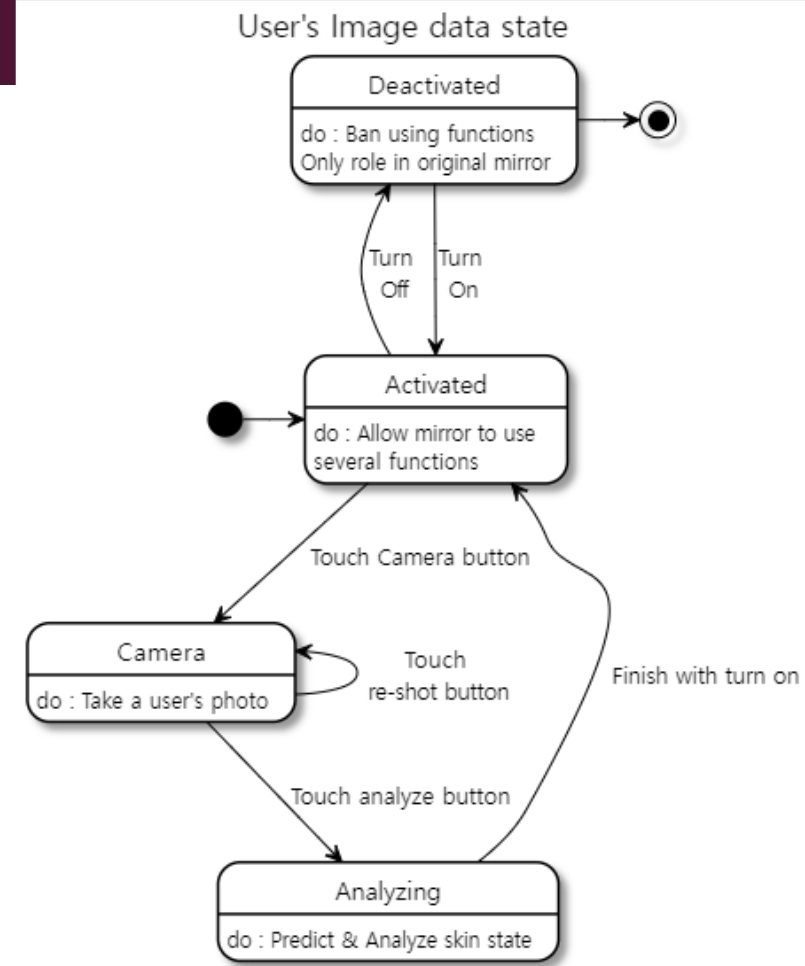 User's Image data state
Deactivated
do : Ban using functions
Only role in original mirror
Turn
Off
Turn
On
Activated
do : Allow mirror to use
several functions
Touch Camera button
Camera
do : Take a user's photo
Touch
re-shot button
Finish with turn on
Touch analyze button
Analyzing
do : Predict & Analyze skin state